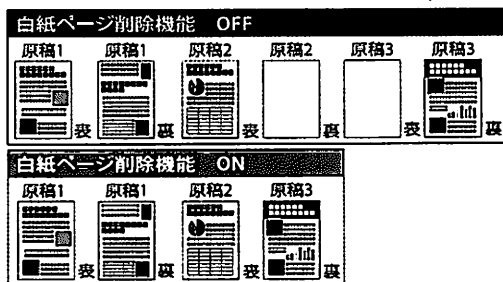 白紙ページ削除機能 OFF
原稿1 原稿1 原稿2 原稿2 原稿3 原稿3
表 裏 表 裏 表 裏
白紙ページ削除機能 ON
原稿1 原稿1 原稿2 原稿3
表 裏 表 裏